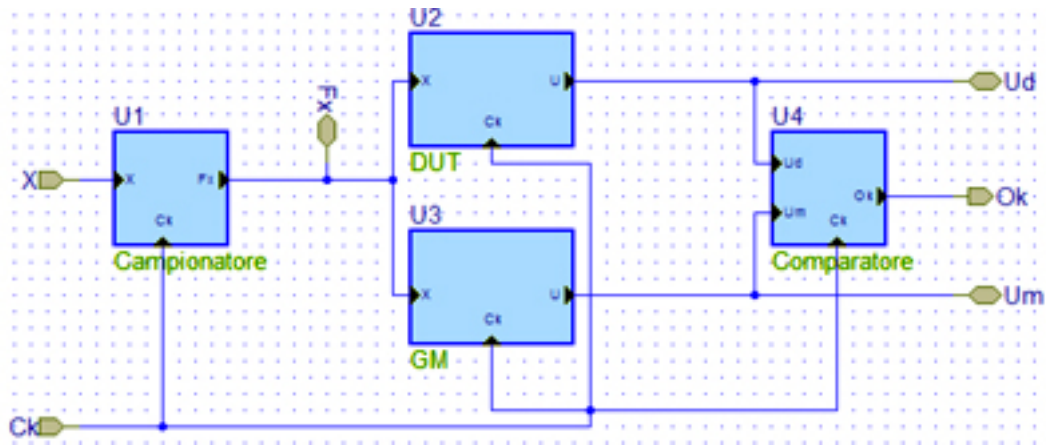 U2
X
U
Ck
DUT
Ud
Fx
U1
X
X
Fx
Ck
Campionatore
U4
Ud
Um
Ok
Ck
Comparatore
Ok
U3
X
U
Ck
GM
Um
Ck